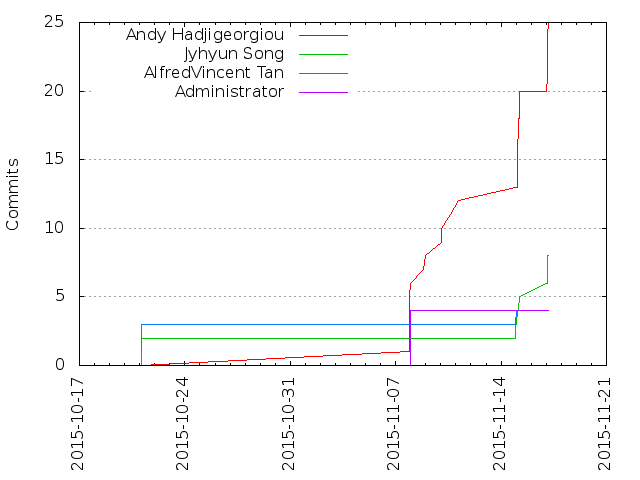 25
20
15
10
5
0
Commits
Andy Hadjigeorgiou
Jyhyun Song
AlfredVincent Tan
Administrator
2015-10-17
2015-10-24
2015-10-31
2015-11-07
2015-11-14
2015-11-21